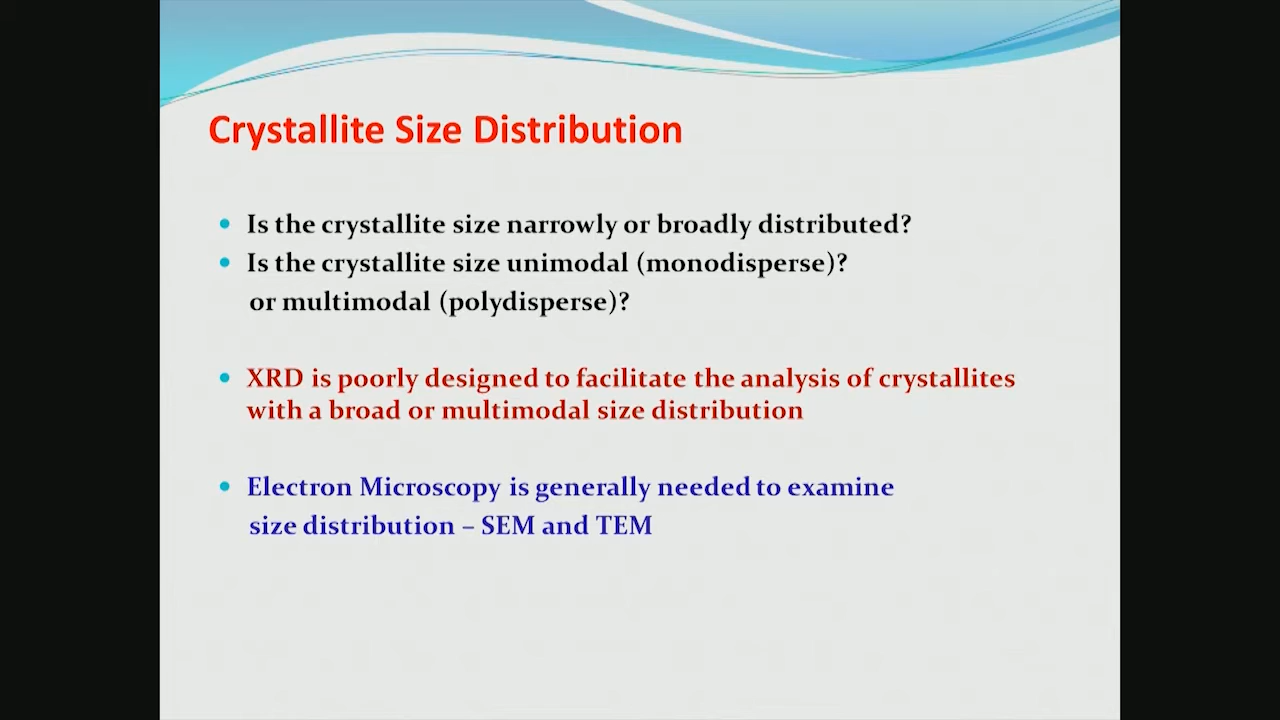 Crystallite Size Distribution
• Is the crystallite size narrowly or broadly distributed?
• Is the crystallite size unimodal (monodisperse)?
or multimodal (polydisperse)?
• XRD is poorly designed to facilitate the analysis of crystallites
with a broad or multimodal size distribution
• Electron Microscopy is generally needed to examine
size distribution – SEM and TEM